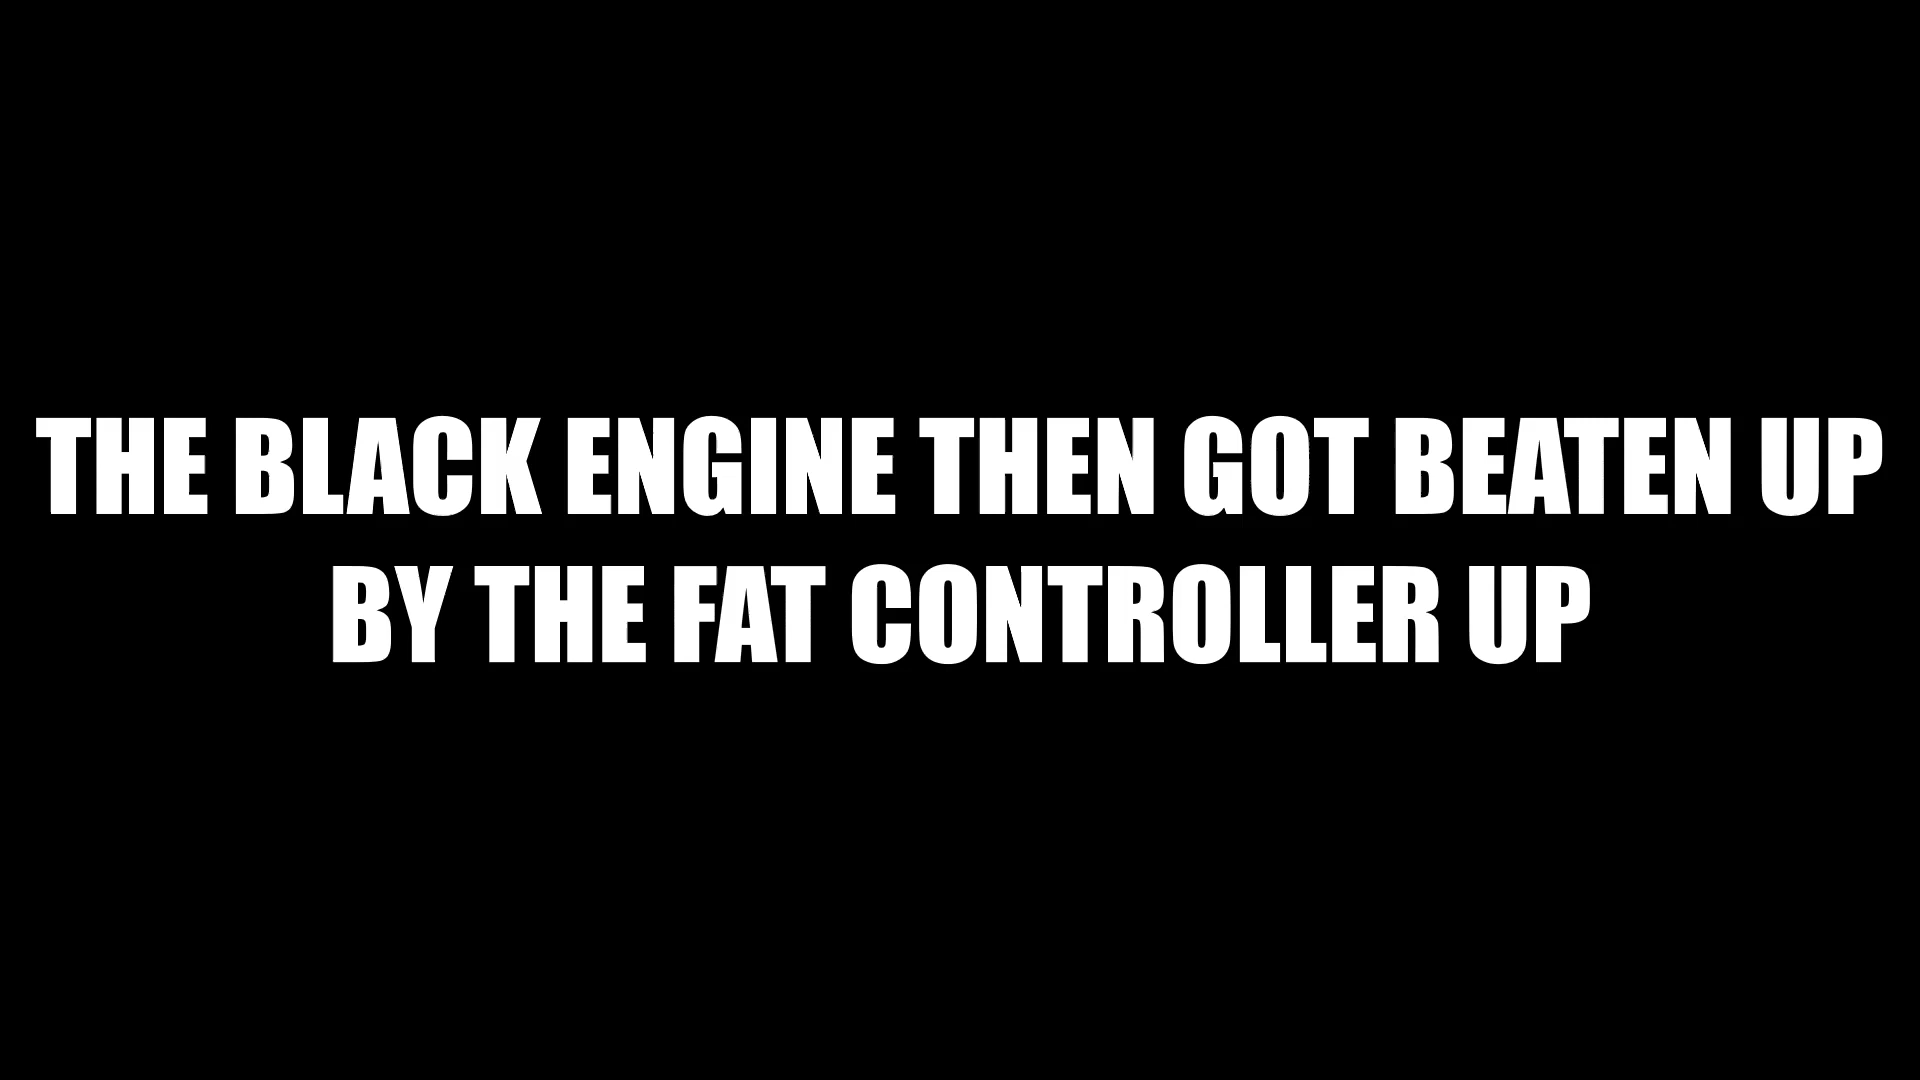 THE BLACK ENGINE THEN GOT BEATEN UP
BY THE FAT CONTROLLER UP